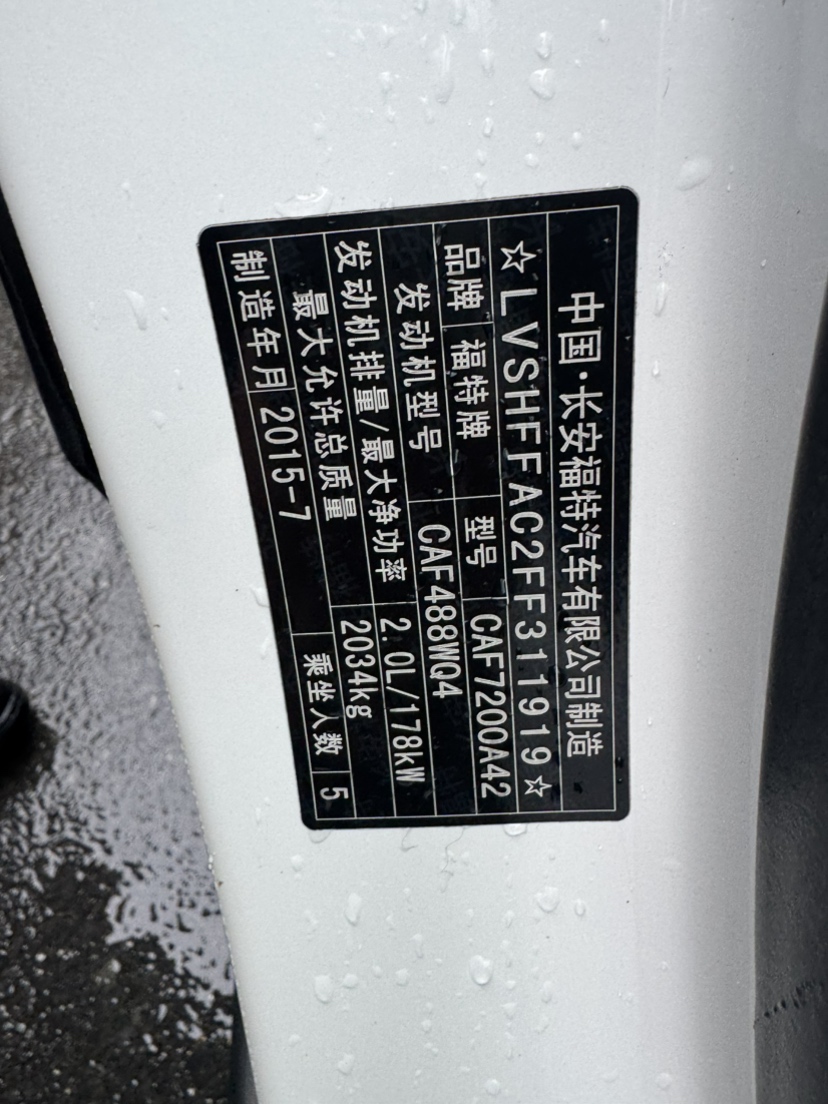 中国·长安福特汽车有限公司制造
☆LVSHFFAC2FF311919☆
品牌 福特牌 型号 CAF7200A42
发动机型号 CAF488WQ4
发动机排量/最大净功率 2.0L/178kW
最大允许总质量 2034kg
制造年月 2015-7 乘坐人数 5